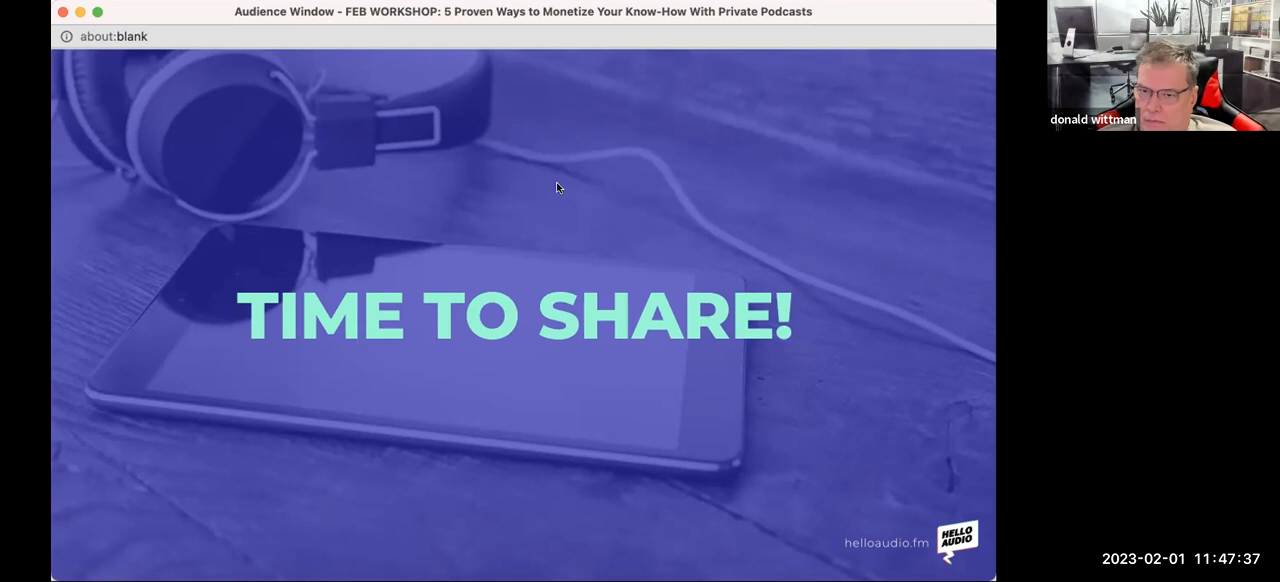 Audience Window - FEB WORKSHOP: 5 Proven Ways to Monetize Your Know-How With Private Podcasts
about:blank
donald wittman
TIME TO SHARE!
helloaudio.fm
HELLO
AUDIO
2023-02-01 11:47:37